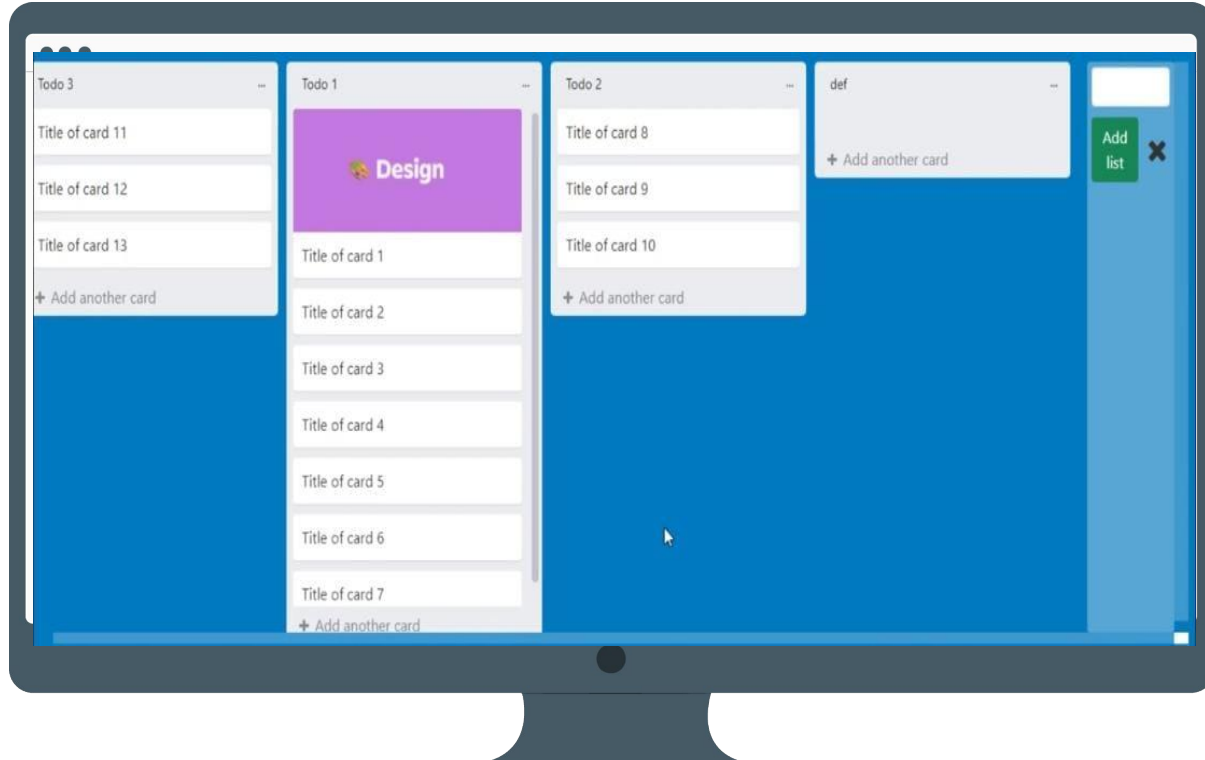 Todo 3
Title of card 11
Title of card 12
Title of card 13
+ Add another card
Todo 1
Design
Title of card 1
Title of card 2
Title of card 3
Title of card 4
Title of card 5
Title of card 6
Title of card 7
+ Add another card
Todo 2
Title of card 8
Title of card 9
Title of card 10
+ Add another card
def
+ Add another card
Add
list